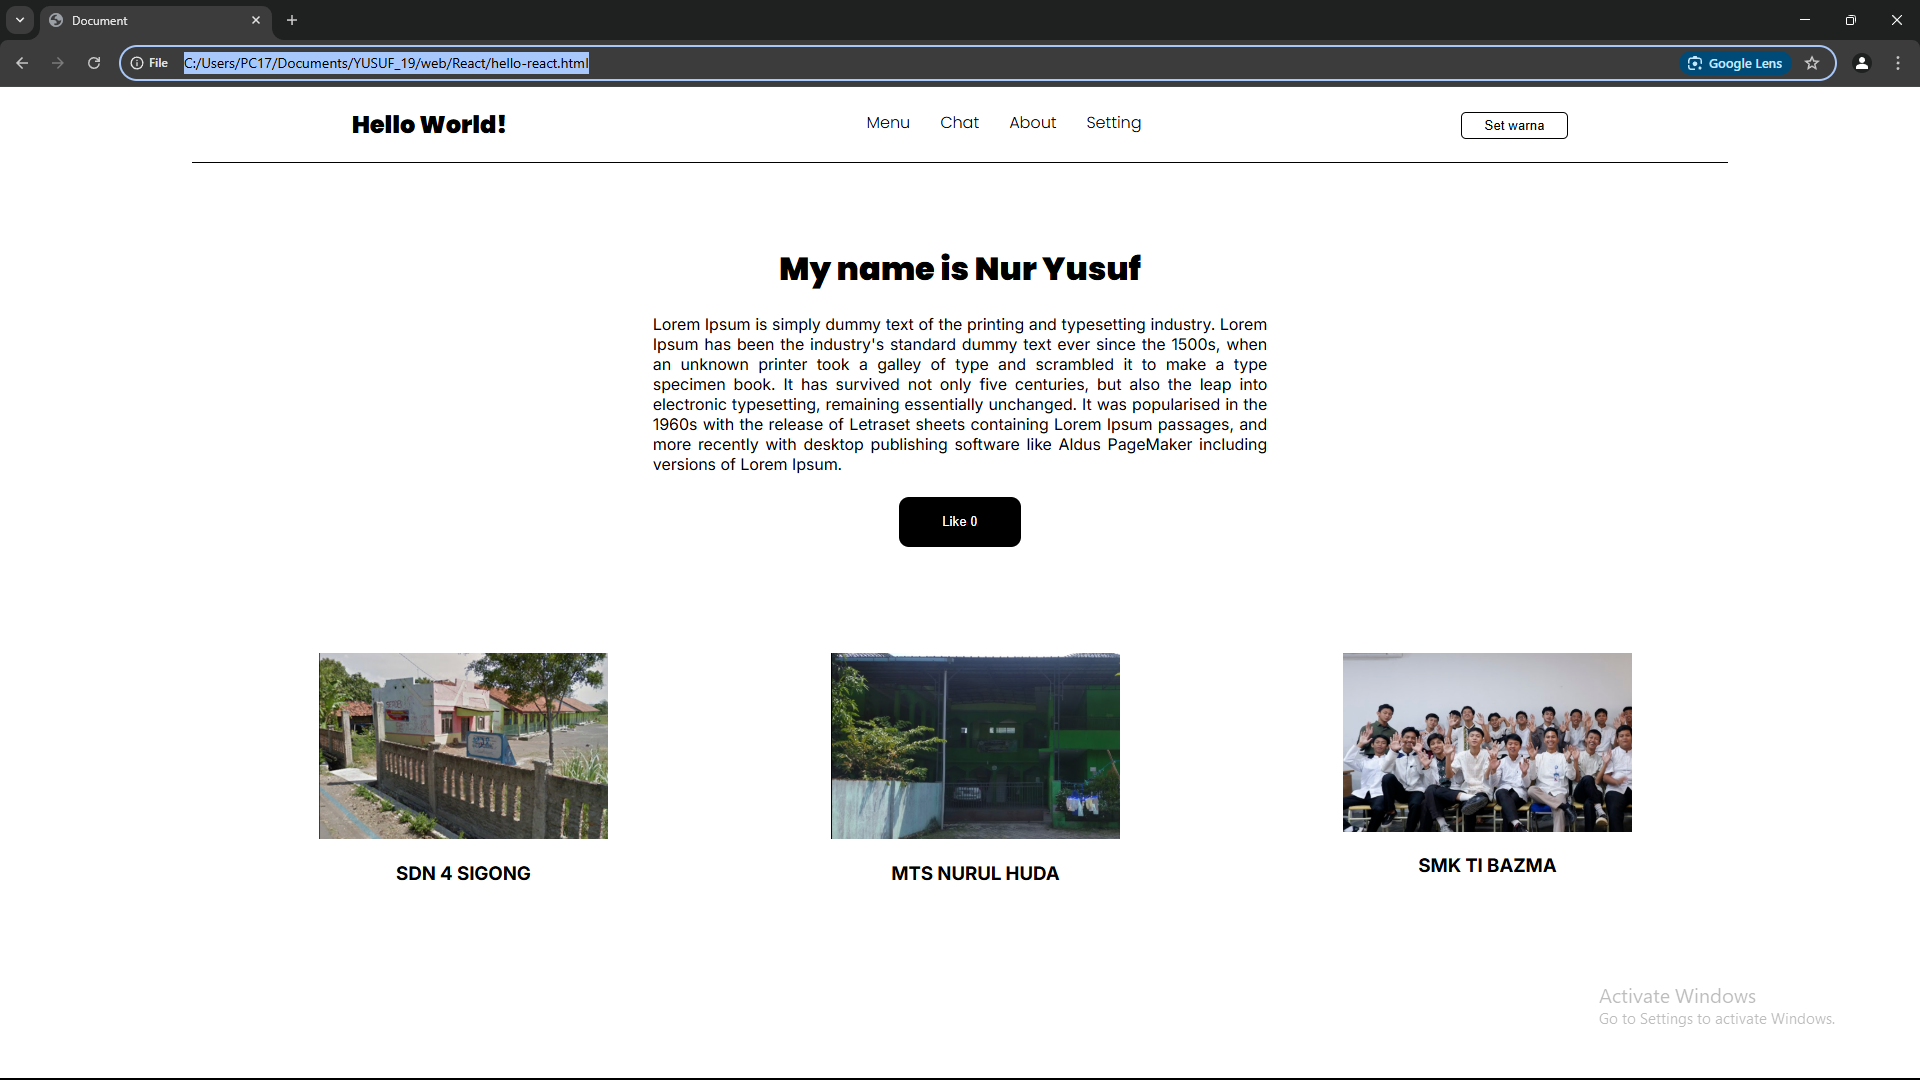 Document
File
C:/Users/PC17/Documents/YUSUF_19/web/React/hello-react.html
Google Lens
Hello World!
Menu
Chat
About
Setting
Set warna
My name is Nur Yusuf
Lorem Ipsum is simply dummy text of the printing and typesetting industry. Lorem
Ipsum has been the industry's standard dummy text ever since the 1500s, when
an unknown printer took a galley of type and scrambled it to make a type
specimen book. It has survived not only five centuries, but also the leap into
electronic typesetting, remaining essentially unchanged. It was popularised in the
1960s with the release of Letraset sheets containing Lorem Ipsum passages, and
more recently with desktop publishing software like Aldus PageMaker including
versions of Lorem Ipsum.
Like 0
SDN 4 SIGONG
MTS NURUL HUDA
SMK TI BAZMA
Activate Windows
Go to Settings to activate Windows.